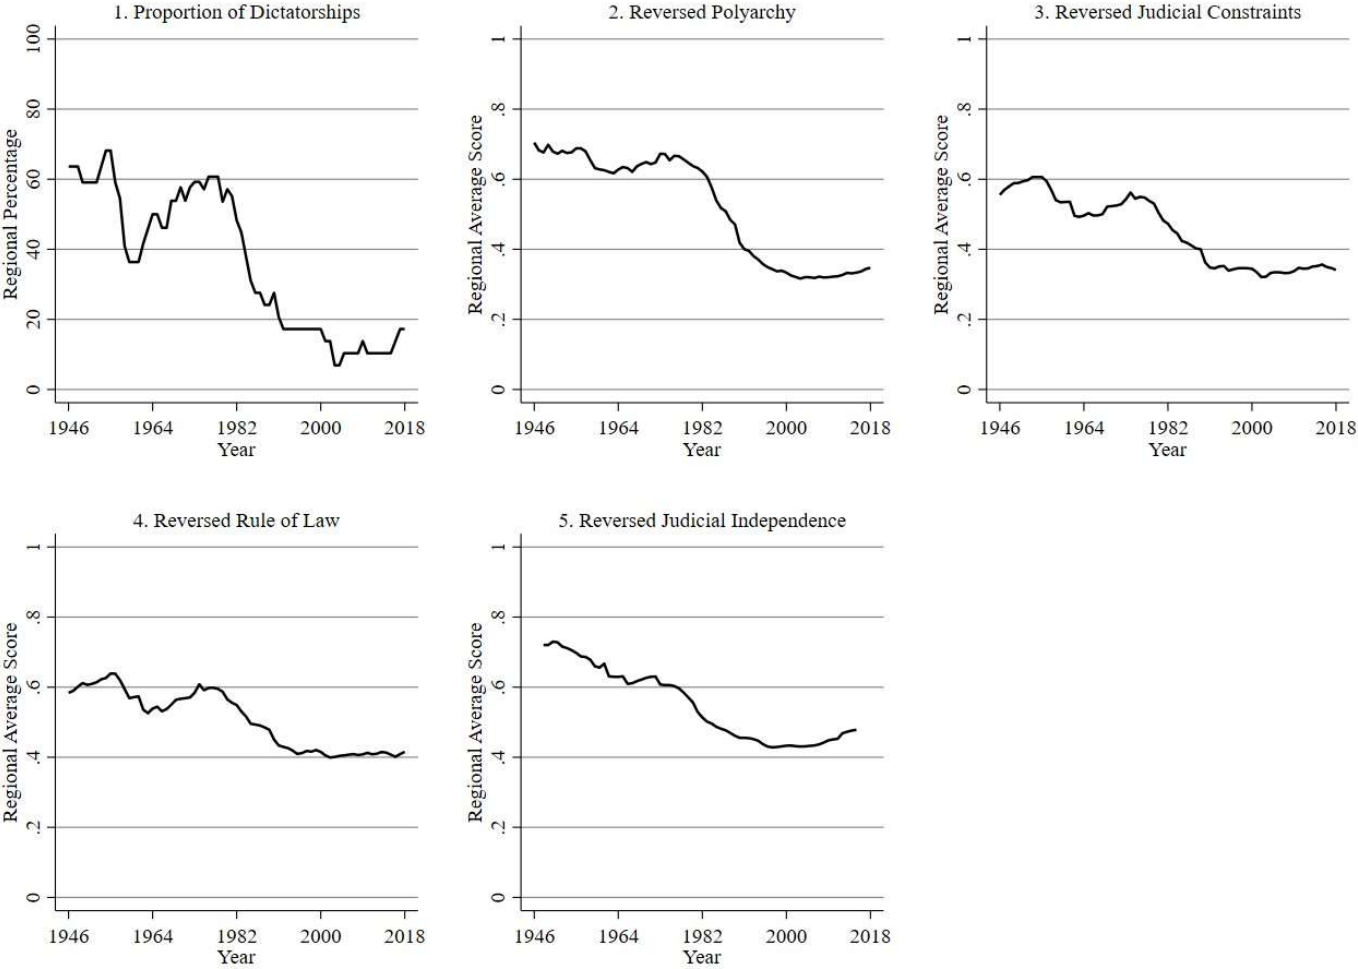 1. Proportion of Dictatorships
Regional Percentage
100
80
60
40
20
0
1946 1964 1982 2000 2018
Year
2. Reversed Polyarchy
Regional Average Score
1
.8
.6
.4
.2
0
1946 1964 1982 2000 2018
Year
3. Reversed Judicial Constraints
Regional Average Score
1
.8
.6
.4
.2
0
1946 1964 1982 2000 2018
Year
4. Reversed Rule of Law
Regional Average Score
1
.8
.6
.4
.2
0
1946 1964 1982 2000 2018
Year
5. Reversed Judicial Independence
Regional Average Score
1
.8
.6
.4
.2
0
1946 1964 1982 2000 2018
Year